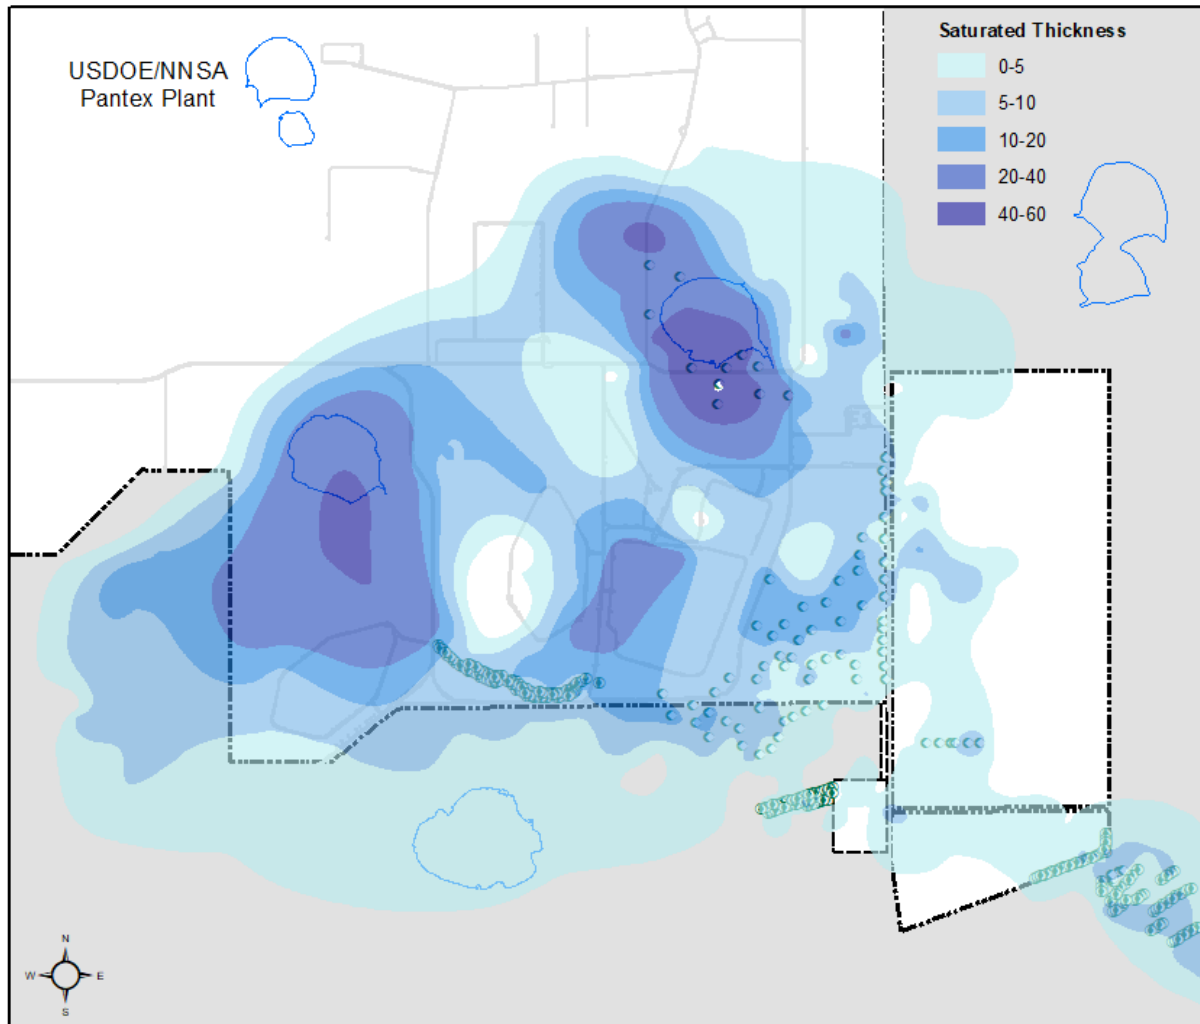 USDOE/NNSA
Pantex Plant
Saturated Thickness
0-5
5-10
10-20
20-40
40-60
N
W E
S